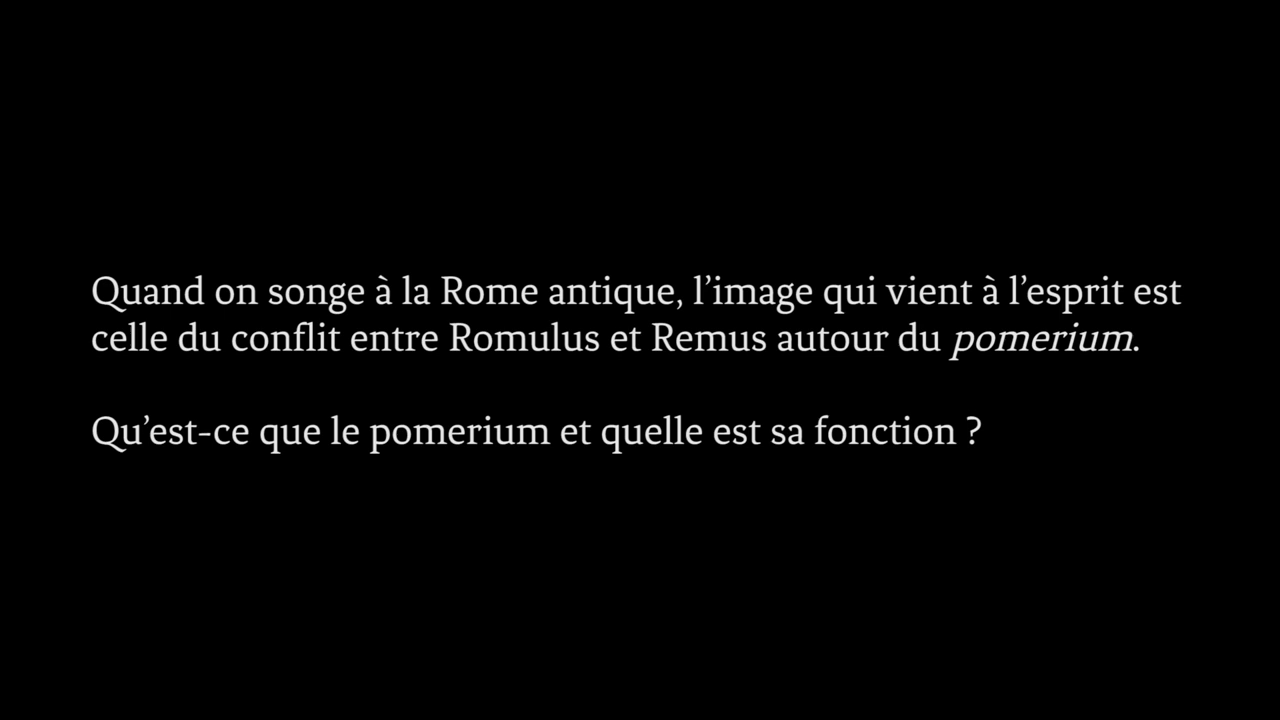 Quand on songe à la Rome antique, l’image qui vient à l’esprit est
celle du conflit entre Romulus et Remus autour du pomerium.
Qu’est-ce que le pomerium et quelle est sa fonction ?